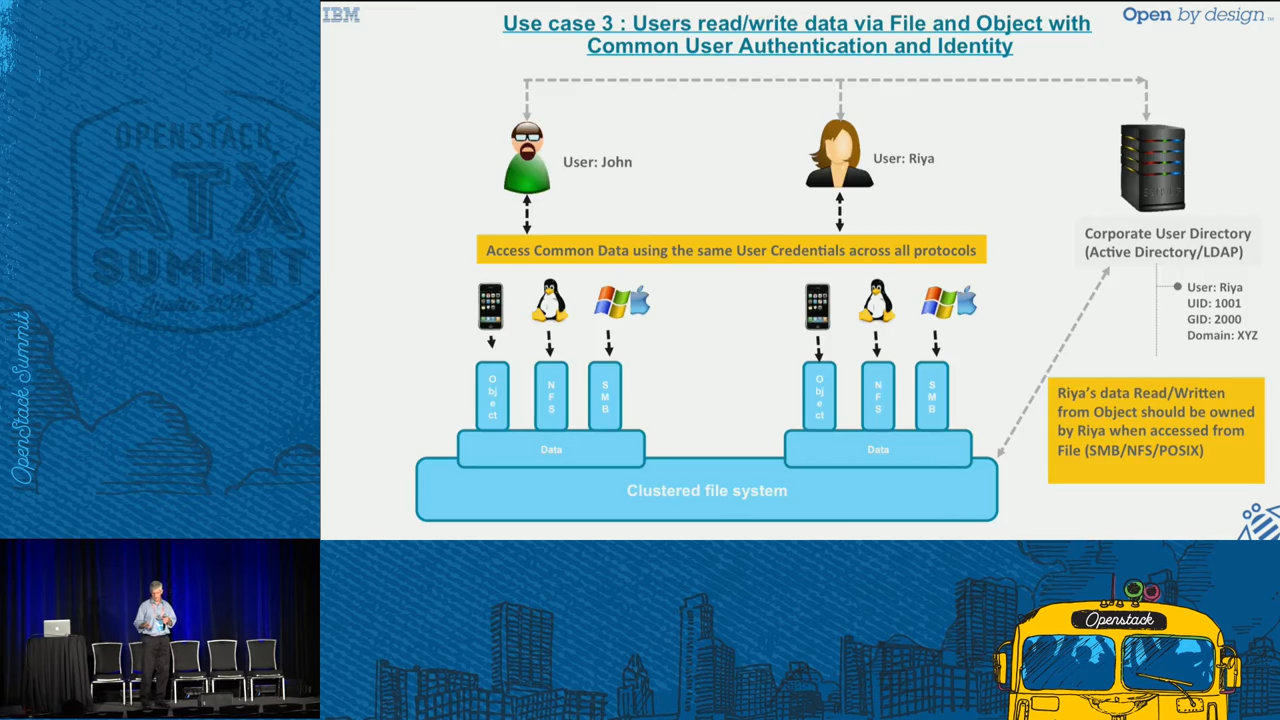 IBM
Use case 3 : Users read/write data via File and Object with
Common User Authentication and Identity
Open by design™
OPENSTACK
ATX
SUMMIT
OpenStack Summit
User: John
User: Riya
Access Common Data using the same User Credentials across all protocols
Corporate User Directory
(Active Directory/LDAP)
User: Riya
UID: 1001
GID: 2000
Domain: XYZ
Object
NFS
SMB
Object
NFS
SMB
Data
Data
Clustered file system
Riya's data Read/Written
from Object should be owned
by Riya when accessed from
File (SMB/NFS/POSIX)
Openstack